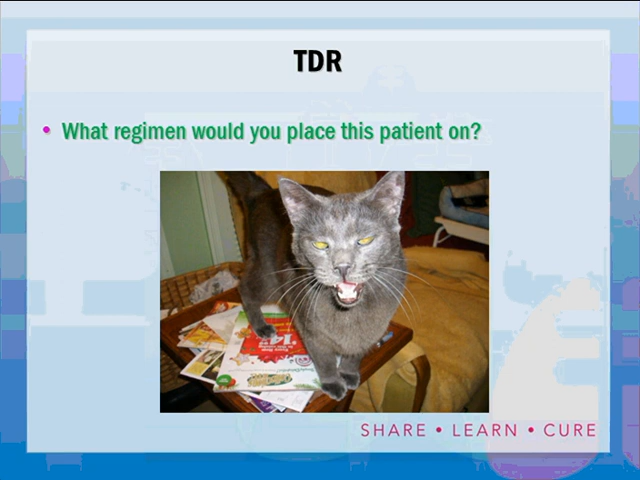 TDR
• What regimen would you place this patient on?
SHARE • LEARN • CURE